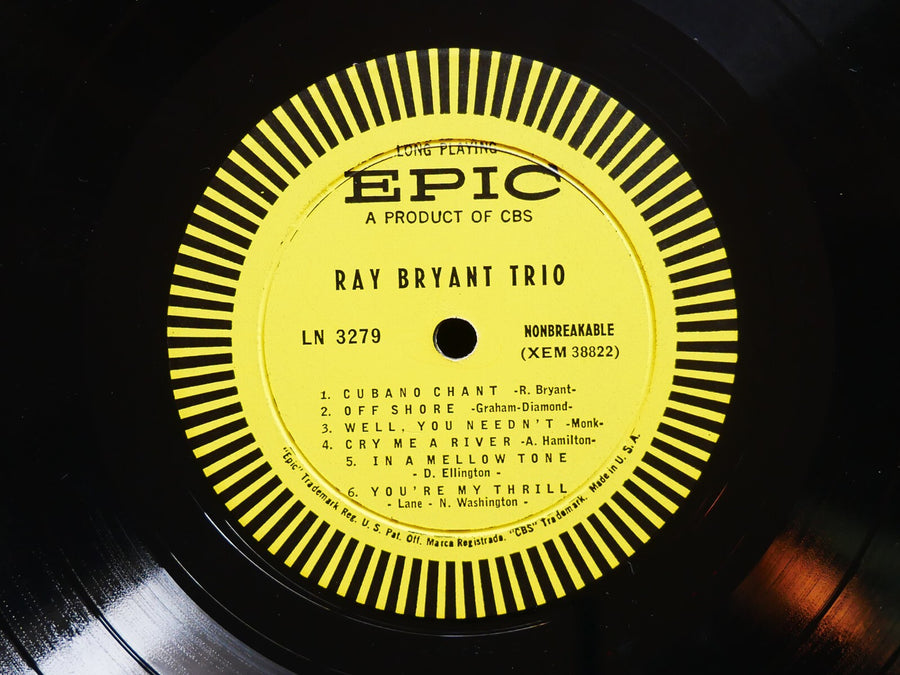 LONG PLAYING
EPIC
A PRODUCT OF CBS
RAY BRYANT TRIO
LN 3279
NONBREAKABLE
(XEM 38822)
1. CUBANO CHANT -R. Bryant-
2. OFF SHORE -Graham-Diamond-
3. WELL, YOU NEEDN'T -Monk-
4. CRY ME A RIVER -A. Hamilton-
5. IN A MELLOW TONE
- D. Ellington -
6. YOU'RE MY THRILL
- Lane - N. Washington -
"Epic" Trademark Reg. U. S. Pat. Off. Marca Registrada. "CBS" Trademark. Made in U. S. A.